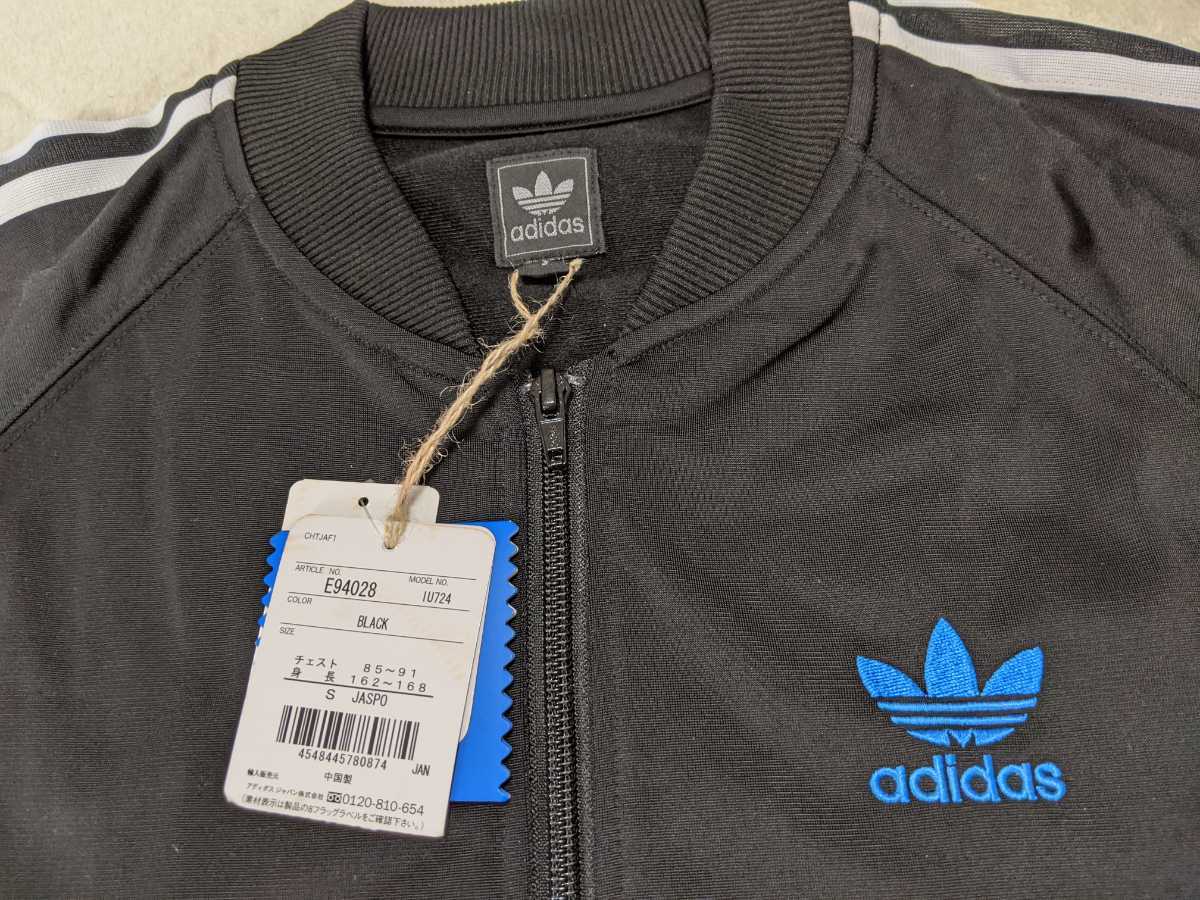 adidas
CHTJAF1
ARTICLE NO. MODEL NO.
E94028 IU724
COLOR
BLACK
SIZE
チェスト 85～91
身長 162～168
S JASPO
4548445780874 JAN
輸入販売元 中国製
アディダス ジャパン株式会社 0120-810-654
(素材表示は製品のBフラッグラベルをご確認下さい。)
adidas